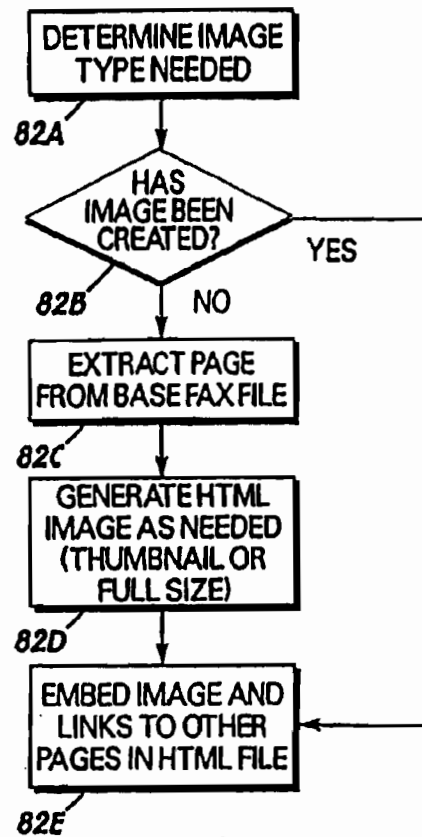 DETERMINE IMAGE
TYPE NEEDED
82A
HAS
IMAGE BEEN
CREATED?
YES
82B
NO
EXTRACT PAGE
FROM BASE FAX FILE
82C
GENERATE HTML
IMAGE AS NEEDED
(THUMBNAIL OR
FULL SIZE)
82D
EMBED IMAGE AND
LINKS TO OTHER
PAGES IN HTML FILE
82E